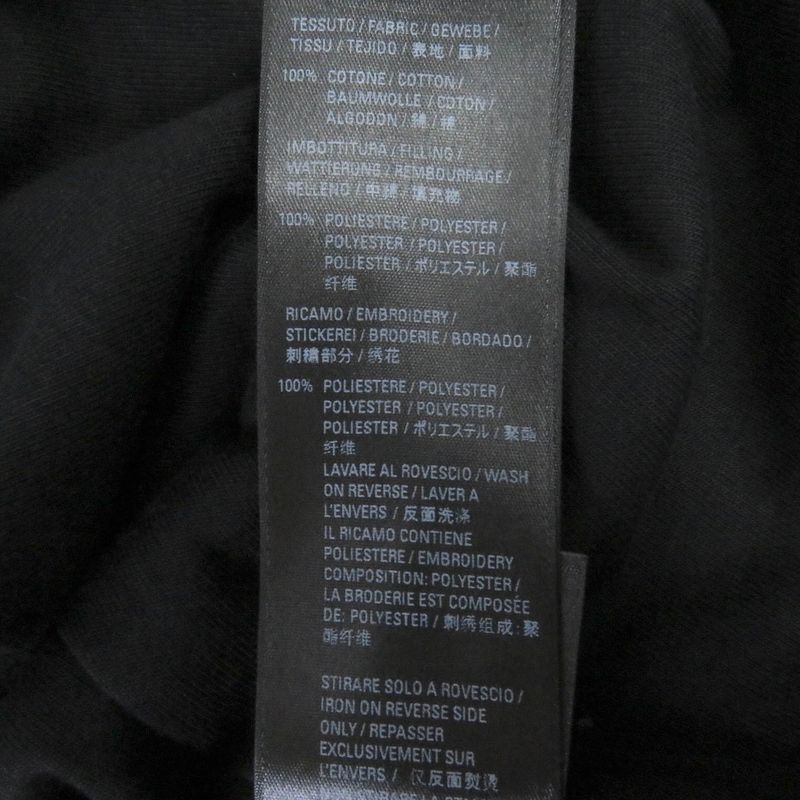 TESSUTO / FABRIC / GEWEBE /
TISSU / TEJIDO / 表地 / 面料
100% COTONE / COTTON /
BAUMWOLLE / COTON /
ALGODON / 綿 / 棉
IMBOTTITURA / FILLING /
WATTIERUNG / REMBOURRAGE /
RELLENO / 中綿 / 填充物
100% POLIESTERE / POLYESTER /
POLYESTER / POLYESTER /
POLIESTER / ポリエステル / 聚酯
纤维
RICAMO / EMBROIDERY /
STICKEREI / BRODERIE / BORDADO /
刺繍部分 / 绣花
100% POLIESTERE / POLYESTER /
POLYESTER / POLYESTER /
POLIESTER / ポリエステル / 聚酯
纤维
LAVARE AL ROVESCIO / WASH
ON REVERSE / LAVER A
L'ENVERS / 反面洗涤
IL RICAMO CONTIENE
POLIESTERE / EMBROIDERY
COMPOSITION: POLYESTER /
LA BRODERIE EST COMPOSÉE
DE: POLYESTER / 刺绣组成: 聚
酯纤维
STIRARE SOLO A ROVESCIO /
IRON ON REVERSE SIDE
ONLY / REPASSER
EXCLUSIVEMENT SUR
L'ENVERS / 仅反面熨烫